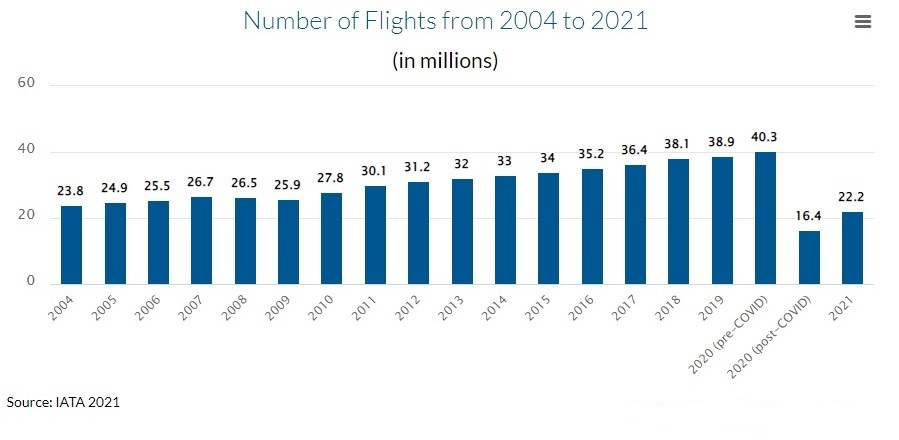 Number of Flights from 2004 to 2021
(in millions)
60
40
20
0
23.8 24.9 25.5 26.7 26.5 25.9 27.8 30.1 31.2 32 33 34 35.2 36.4 38.1 38.9 40.3 16.4 22.2
2004 2005 2006 2007 2008 2009 2010 2011 2012 2013 2014 2015 2016 2017 2018 2019 2020 (pre-COVID) 2020 (post-COVID) 2021
Source: IATA 2021